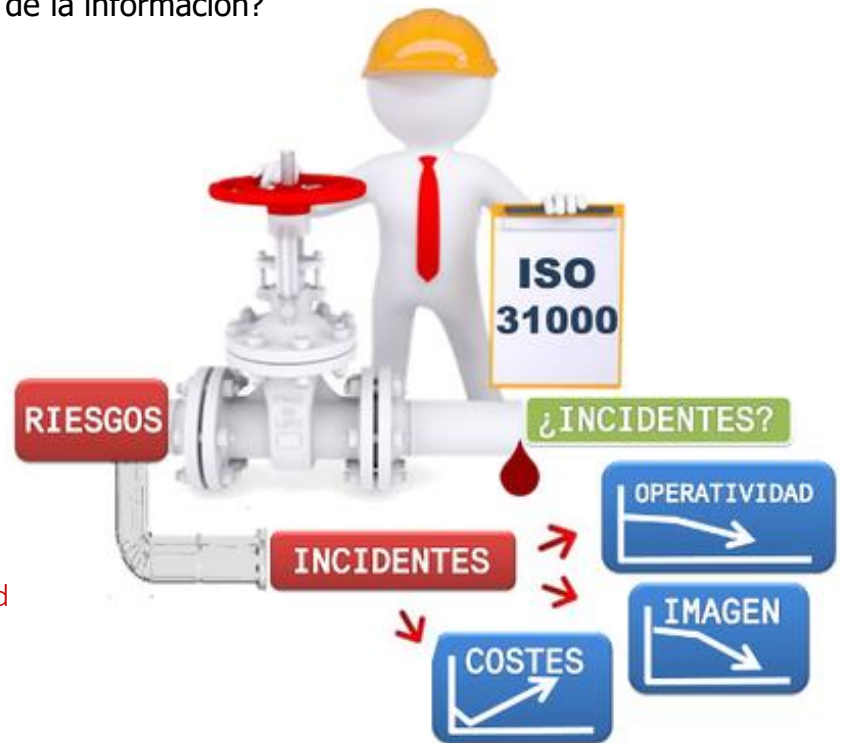 de la información?
ISO
31000
RIESGOS
¿INCIDENTES?
OPERATIVIDAD
INCIDENTES
IMAGEN
COSTES